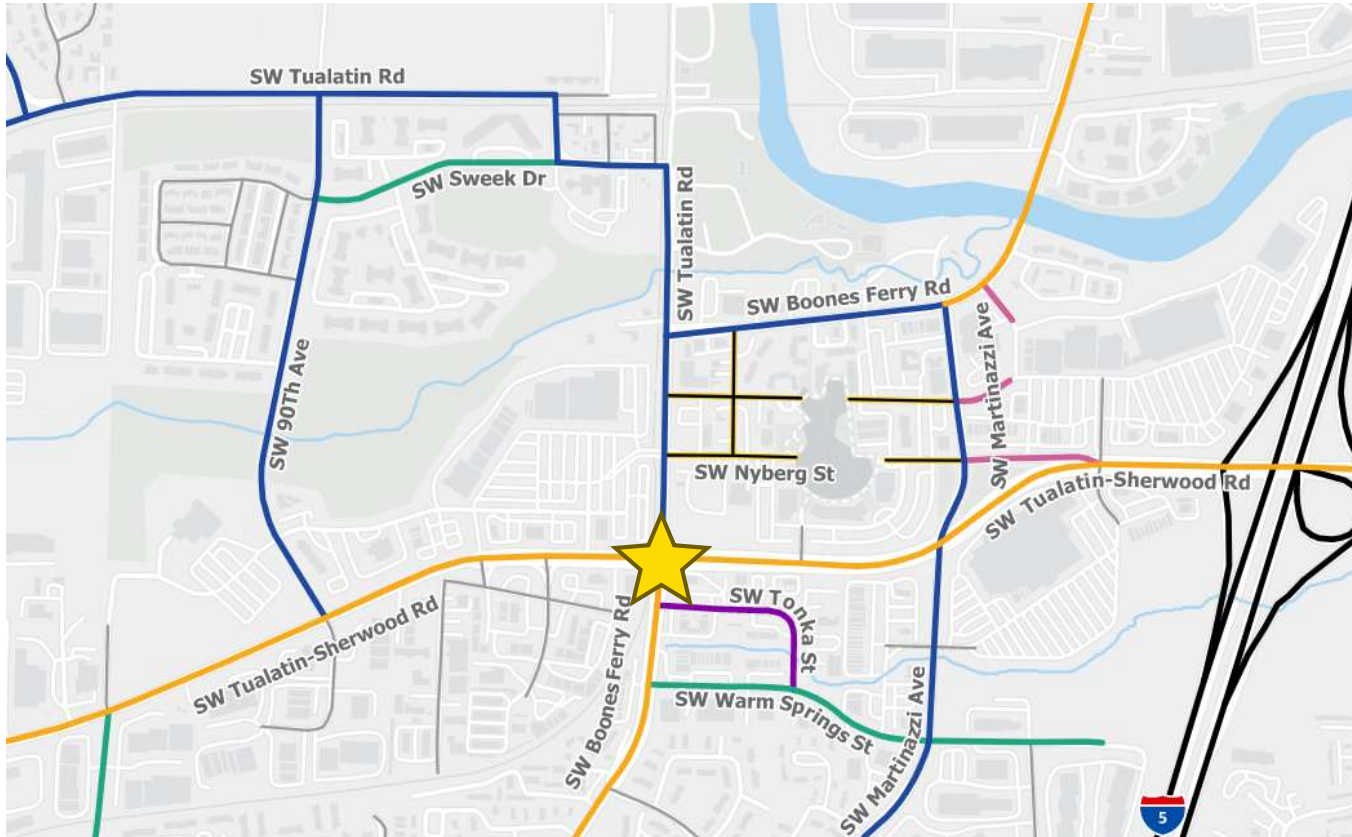 SW Tualatin Rd
SW Sweek Dr
SW Tualatin Rd
SW Boones Ferry Rd
SW Martinazzi Ave
SW 90Th Ave
SW Nyberg St
SW Tualatin-Sherwood Rd
SW Tonka St
SW Tualatin-Sherwood Rd
SW Boones Ferry Rd
SW Warm Springs St
SW Martinazzi Ave
5